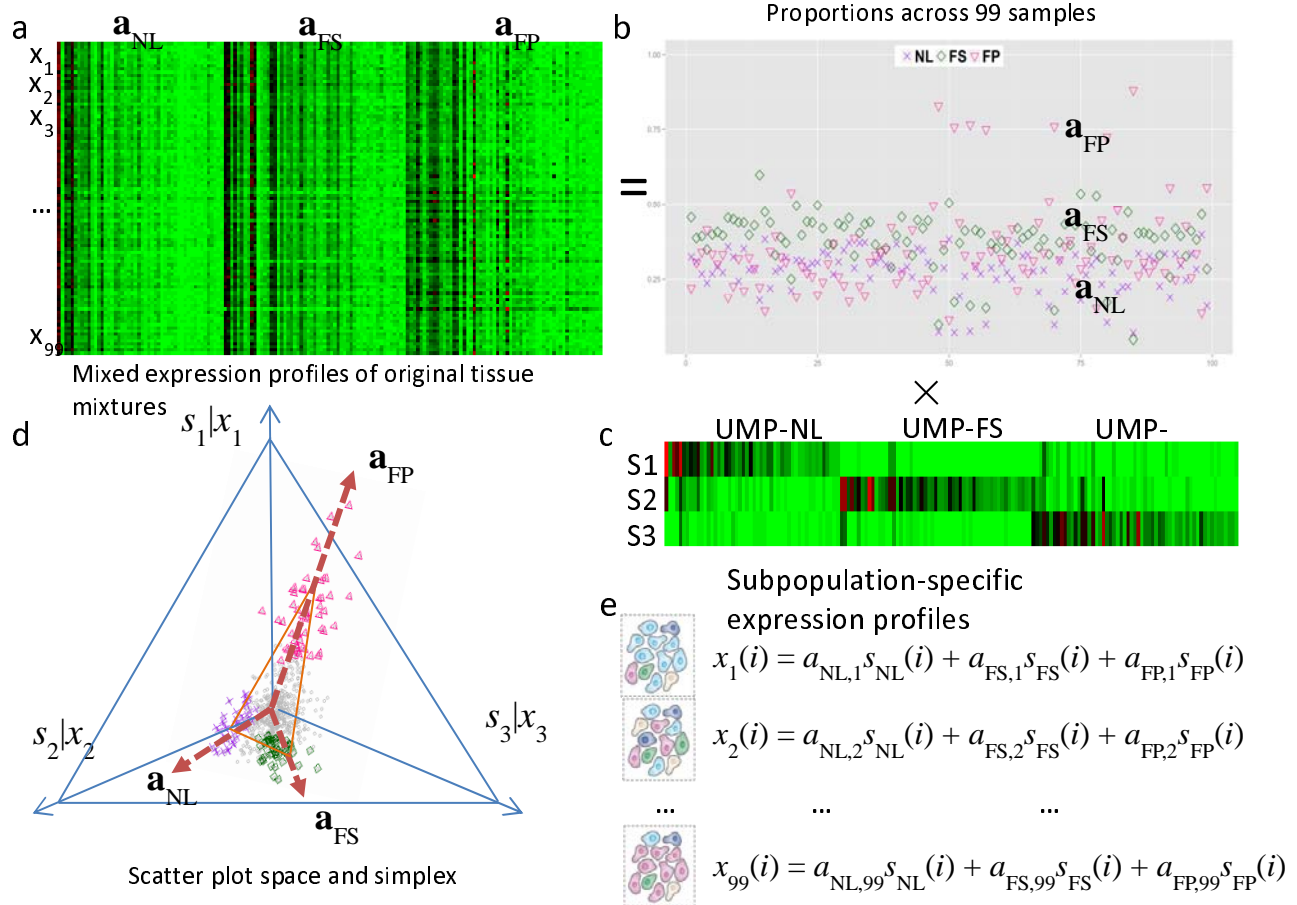 a
a_NL a_FS a_FP
x_1
x_2
x_3
...
x_99
Mixed expression profiles of original tissue
mixtures
=
b
Proportions across 99 samples
NL FS FP
1.00
0.75
0.50
0.25
0 25 50 75 100
a_FP
a_FS
a_NL
×
c
UMP-NL UMP-FS UMP-
S1
S2
S3
Subpopulation-specific
expression profiles
d
s_1|x_1
s_2|x_2
s_3|x_3
a_FP
a_NL
a_FS
Scatter plot space and simplex
e
x_1(i) = a_NL,1 s_NL(i) + a_FS,1 s_FS(i) + a_FP,1 s_FP(i)
x_2(i) = a_NL,2 s_NL(i) + a_FS,2 s_FS(i) + a_FP,2 s_FP(i)
... ... ...
x_99(i) = a_NL,99 s_NL(i) + a_FS,99 s_FS(i) + a_FP,99 s_FP(i)